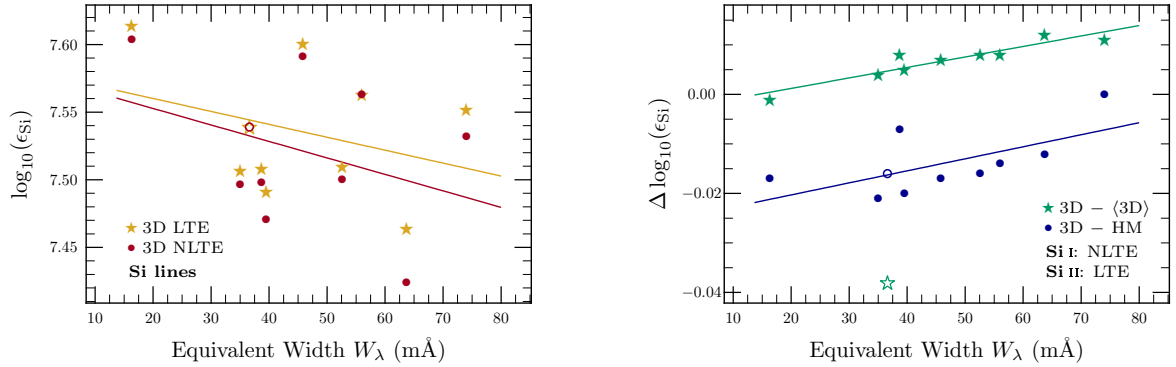 7.60
7.55
7.50
7.45
log₁₀(ϵSi)
3D LTE
3D NLTE
Si lines
10 20 30 40 50 60 70 80
Equivalent Width Wλ (mÅ)
0.00
−0.02
−0.04
Δ log₁₀(ϵSi)
3D − ⟨3D⟩
3D − HM
Si I: NLTE
Si II: LTE
10 20 30 40 50 60 70 80
Equivalent Width Wλ (mÅ)